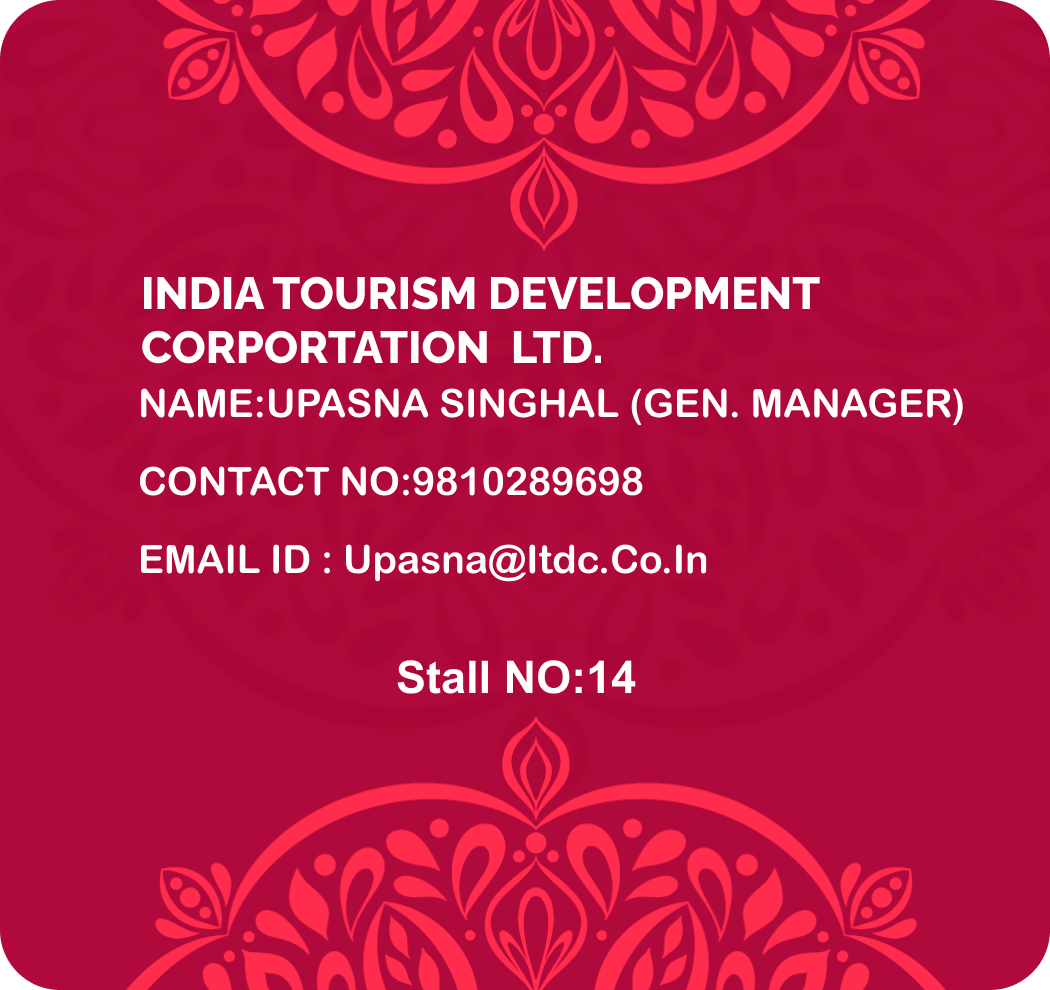 INDIA TOURISM DEVELOPMENT
CORPORTATION LTD.
NAME:UPASNA SINGHAL (GEN. MANAGER)
CONTACT NO:9810289698
EMAIL ID : Upasna@Itdc.Co.In
Stall NO:14